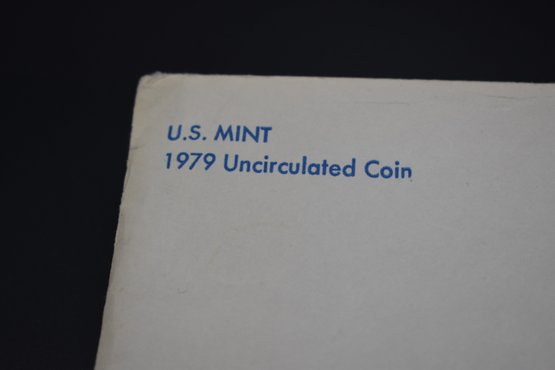 U.S. MINT
1979 Uncirculated Coin